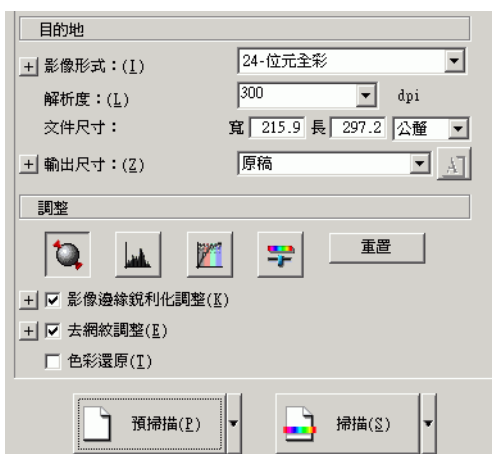 目的地
影像形式：(I) 24-位元全彩
解析度：(L) 300 dpi
文件尺寸： 寬 215.9 長 297.2 公釐
輸出尺寸：(Z) 原稿 A
調整
重置
影像邊緣銳利化調整(K)
去網紋調整(E)
色彩還原(T)
預掃描(P) 掃描(S)